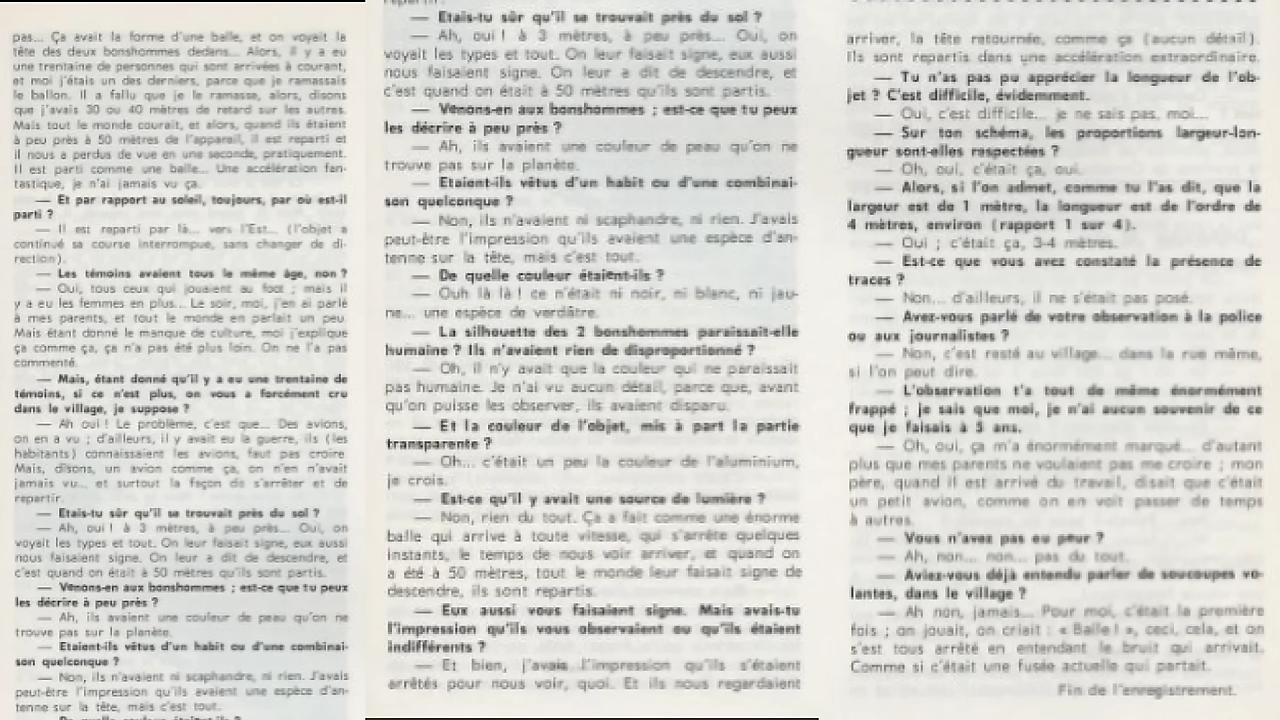 pas... Ça avait la forme d'une balle, et on voyait la
tête des deux bonshommes dedans... Alors, il y a eu
une trentaine de personnes qui sont arrivées à courant,
et moi j'étais un des derniers, parce que je ramassais
le ballon. Il a fallu que je le ramasse, alors, disons
que j'avais 30 ou 40 mètres de retard sur les autres.
Mais tout le monde courait, et alors, quand ils étaient
à peu près à 50 mètres de l'appareil, il est reparti et
il nous a perdus de vue en une seconde, pratiquement.
Il est parti comme une balle... Une accélération fan-
tastique, je n'ai jamais vu ça.
— Et par rapport au soleil, toujours, par où est-il
parti ?
— Il est reparti par là... vers l'Est... (l'objet a
continué sa course interrompue, sans changer de di-
rection).
— Les témoins avaient tous le même âge, non ?
— Oui, tous ceux qui jouaient au foot ; mais il
y a eu les femmes en plus... Le soir, moi, j'en ai parlé
à mes parents, et tout le monde en parlait un peu.
Mais étant donné le manque de culture, moi j'explique
ça comme ça, ça n'a pas été plus loin. On ne l'a pas
commenté.
— Mais, étant donné qu'il y a eu une trentaine de
témoins, si ce n'est plus, on vous a forcément cru
dans le village, je suppose ?
— Ah oui ! Le problème, c'est que... Des avions,
on en a vu ; d'ailleurs, il y avait eu la guerre, ils (les
habitants) connaissaient les avions, faut pas croire.
Mais, disons, un avion comme ça, on n'en n'avait
jamais vu... et surtout la façon de s'arrêter et de
repartir.
— Etais-tu sûr qu'il se trouvait près du sol ?
— Ah, oui ! à 3 mètres, à peu près... Oui, on
voyait les types et tout. On leur faisait signe, eux aussi
nous faisaient signe. On leur a dit de descendre, et
c'est quand on était à 50 mètres qu'ils sont partis.
— Venons-en aux bonshommes ; est-ce que tu peux
les décrire à peu près ?
— Ah, ils avaient une couleur de peau qu'on ne
trouve pas sur la planète.
— Etaient-ils vêtus d'un habit ou d'une combinai-
son quelconque ?
— Non, ils n'avaient ni scaphandre, ni rien. J'avais
peut-être l'impression qu'ils avaient une espèce d'an-
tenne sur la tête, mais c'est tout.
— De quelle couleur étaient-ils ?
— Etais-tu sûr qu'il se trouvait près du sol ?
— Ah, oui ! à 3 mètres, à peu près... Oui, on
voyait les types et tout. On leur faisait signe, eux aussi
nous faisaient signe. On leur a dit de descendre, et
c'est quand on était à 50 mètres qu'ils sont partis.
— Venons-en aux bonshommes ; est-ce que tu peux
les décrire à peu près ?
— Ah, ils avaient une couleur de peau qu'on ne
trouve pas sur la planète.
— Etaient-ils vêtus d'un habit ou d'une combinai-
son quelconque ?
— Non, ils n'avaient ni scaphandre, ni rien. J'avais
peut-être l'impression qu'ils avaient une espèce d'an-
tenne sur la tête, mais c'est tout.
— De quelle couleur étaient-ils ?
— Ouh là là ! ce n'était ni noir, ni blanc, ni jau-
ne... une espèce de verdâtre.
— La silhouette des 2 bonshommes paraissait-elle
humaine ? Ils n'avaient rien de disproportionné ?
— Oh, il n'y avait que la couleur qui ne paraissait
pas humaine. Je n'ai vu aucun détail, parce que, avant
qu'on puisse les observer, ils avaient disparu.
— Et la couleur de l'objet, mis à part la partie
transparente ?
— Oh... c'était un peu la couleur de l'aluminium,
je crois.
— Est-ce qu'il y avait une source de lumière ?
— Non, rien du tout. Ça a fait comme une énorme
balle qui arrive à toute vitesse, qui s'arrête quelques
instants, le temps de nous voir arriver, et quand on
a été à 50 mètres, tout le monde leur faisait signe de
descendre, ils sont repartis.
— Eux aussi vous faisaient signe. Mais avais-tu
l'impression qu'ils vous observaient ou qu'ils étaient
indifférents ?
— Et bien, j'avais l'impression qu'ils s'étaient
arrêtés pour nous voir, quoi. Et ils nous regardaient
arriver, la tête retournée, comme ça (aucun détail).
Ils sont repartis dans une accélération extraordinaire.
— Tu n'as pas pu apprécier la longueur de l'ob-
jet ? C'est difficile, évidemment.
— Oui, c'est difficile... je ne sais pas, moi...
— Sur ton schéma, les proportions largeur-lon-
gueur sont-elles respectées ?
— Oh, oui, c'était ça, oui.
— Alors, si l'on admet, comme tu l'as dit, que la
largeur est de 1 mètre, la longueur est de l'ordre de
4 mètres, environ (rapport 1 sur 4).
— Oui ; c'était ça, 3-4 mètres.
— Est-ce que vous avez constaté la présence de
traces ?
— Non... d'ailleurs, il ne s'était pas posé.
— Avez-vous parlé de votre observation à la police
ou aux journalistes ?
— Non, c'est resté au village... dans la rue même,
si l'on peut dire.
— L'observation t'a tout de même énormément
frappé ; je sais que moi, je n'ai aucun souvenir de ce
que je faisais à 5 ans.
— Oh, oui, ça m'a énormément marqué... d'autant
plus que mes parents ne voulaient pas me croire ; mon
père, quand il est arrivé du travail, disait que c'était
un petit avion, comme on en voit passer de temps
à autres.
— Vous n'avez pas eu peur ?
— Ah, non... non... pas du tout.
— Aviez-vous déjà entendu parler de soucoupes vo-
lantes, dans le village ?
— Ah non, jamais... Pour moi, c'était la première
fois ; on jouait, on criait : « Balle ! », ceci, cela, et on
s'est tous arrêté en entendant le bruit qui arrivait.
Comme si c'était une fusée actuelle qui partait.
Fin de l'enregistrement.